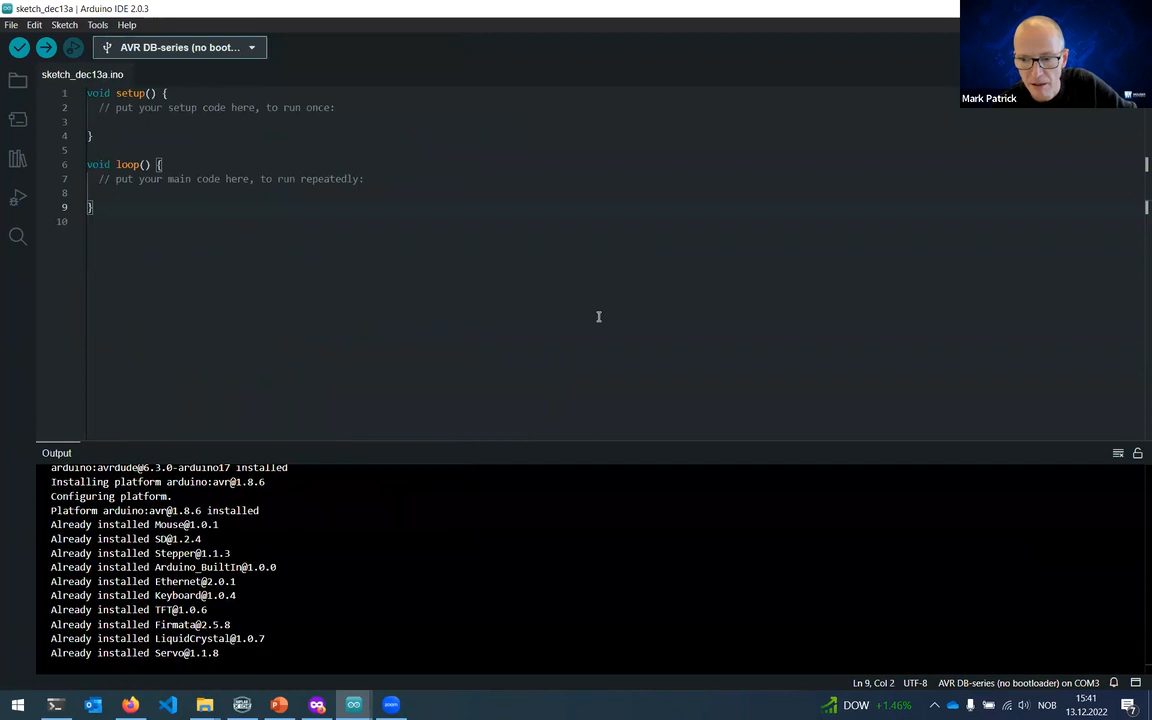 sketch_dec13a | Arduino IDE 2.0.3
File Edit Sketch Tools Help
AVR DB-series (no boot...
sketch_dec13a.ino
1 void setup() {
2 // put your setup code here, to run once:
3
4 }
5
6 void loop() {
7 // put your main code here, to run repeatedly:
8
9 }
10
Mark Patrick
Output
arduino:avrdude@6.3.0-arduino17 installed
Installing platform arduino:avr@1.8.6
Configuring platform.
Platform arduino:avr@1.8.6 installed
Already installed Mouse@1.0.1
Already installed SD@1.2.4
Already installed Stepper@1.1.3
Already installed Arduino_BuiltIn@1.0.0
Already installed Ethernet@2.0.1
Already installed Keyboard@1.0.4
Already installed TFT@1.0.6
Already installed Firmata@2.5.8
Already installed LiquidCrystal@1.0.7
Already installed Servo@1.1.8
Ln 9, Col 2 UTF-8 AVR DB-series (no bootloader) on COM3
zoom
DOW +1.46%
NOB
15:41
13.12.2022
7